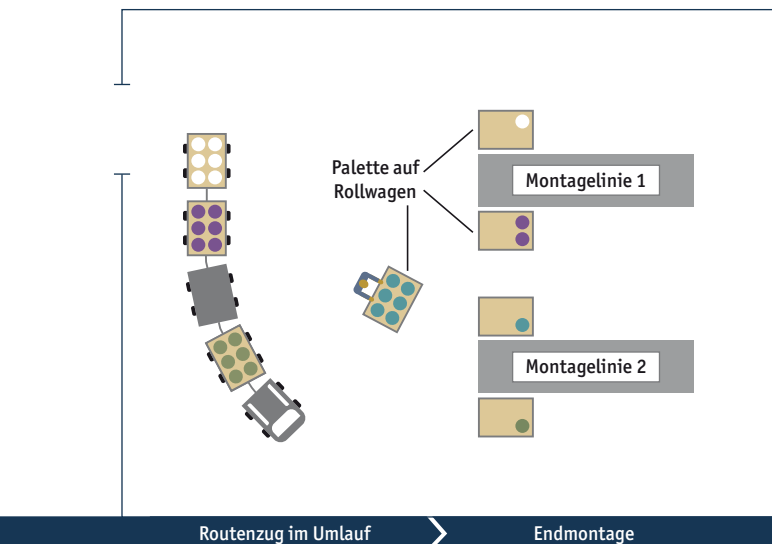 Palette auf
Rollwagen
Montagelinie 1
Montagelinie 2
Routenzug im Umlauf
Endmontage